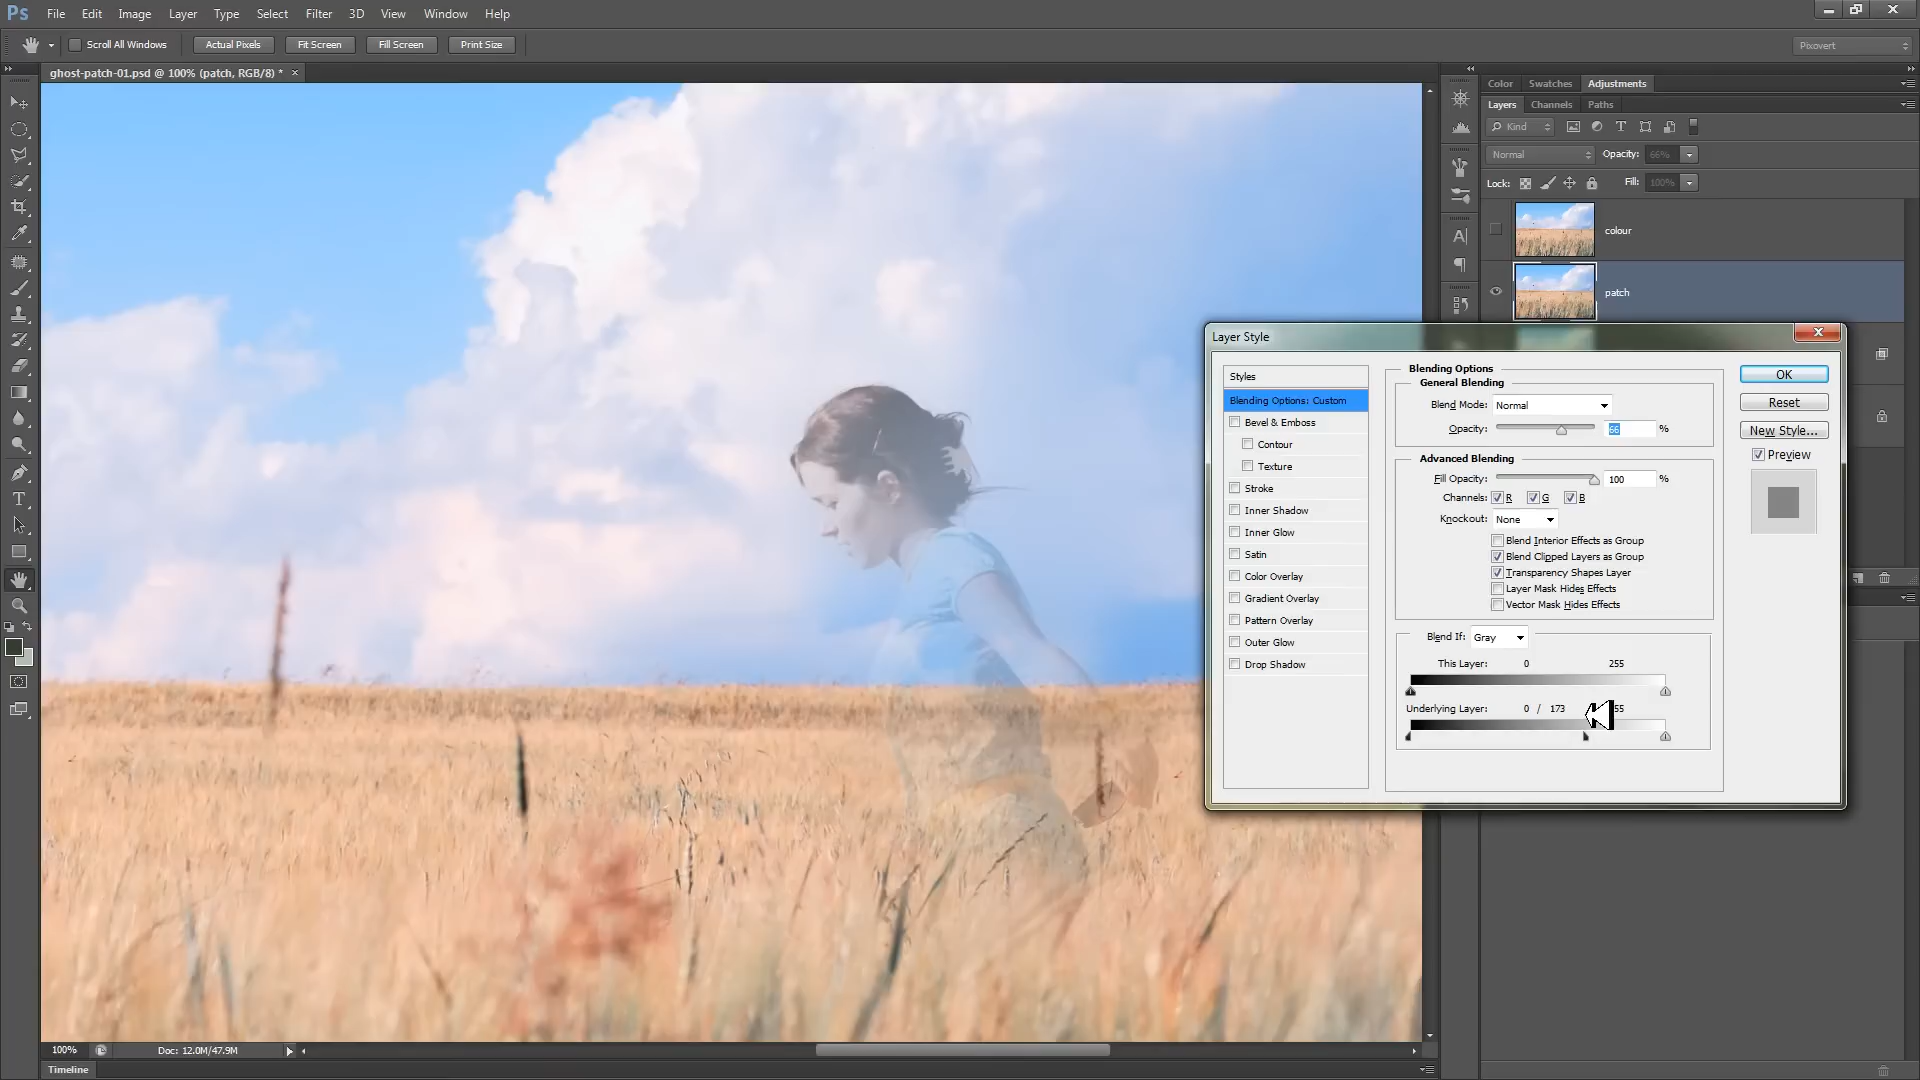 Ps File Edit Image Layer Type Select Filter 3D View Window Help
Scroll All Windows Actual Pixels Fit Screen Fill Screen Print Size Pixovert
ghost-patch-01.psd @ 100% (patch, RGB/8) * ×
Color Swatches Adjustments
Layers Channels Paths
Kind
Normal Opacity: 66%
Lock: Fill: 100%
colour
patch
Layer Style
Styles
Blending Options: Custom
Bevel & Emboss
Contour
Texture
Stroke
Inner Shadow
Inner Glow
Satin
Color Overlay
Gradient Overlay
Pattern Overlay
Outer Glow
Drop Shadow
Blending Options
General Blending
Blend Mode: Normal
Opacity: 66 %
Advanced Blending
Fill Opacity: 100 %
Channels: R G B
Knockout: None
Blend Interior Effects as Group
Blend Clipped Layers as Group
Transparency Shapes Layer
Layer Mask Hides Effects
Vector Mask Hides Effects
Blend If: Gray
This Layer: 0 255
Underlying Layer: 0 / 173
OK
Reset
New Style...
Preview
100% Doc: 12.0M/47.9M
Timeline